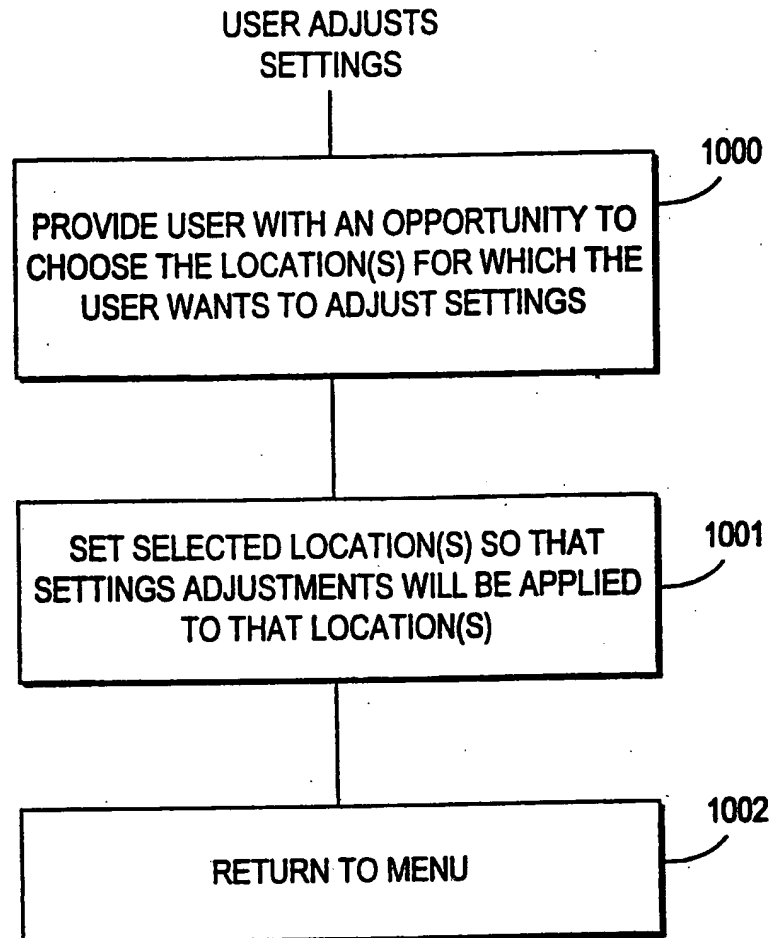 USER ADJUSTS
SETTINGS
1000
PROVIDE USER WITH AN OPPORTUNITY TO
CHOOSE THE LOCATION(S) FOR WHICH THE
USER WANTS TO ADJUST SETTINGS
1001
SET SELECTED LOCATION(S) SO THAT
SETTINGS ADJUSTMENTS WILL BE APPLIED
TO THAT LOCATION(S)
1002
RETURN TO MENU